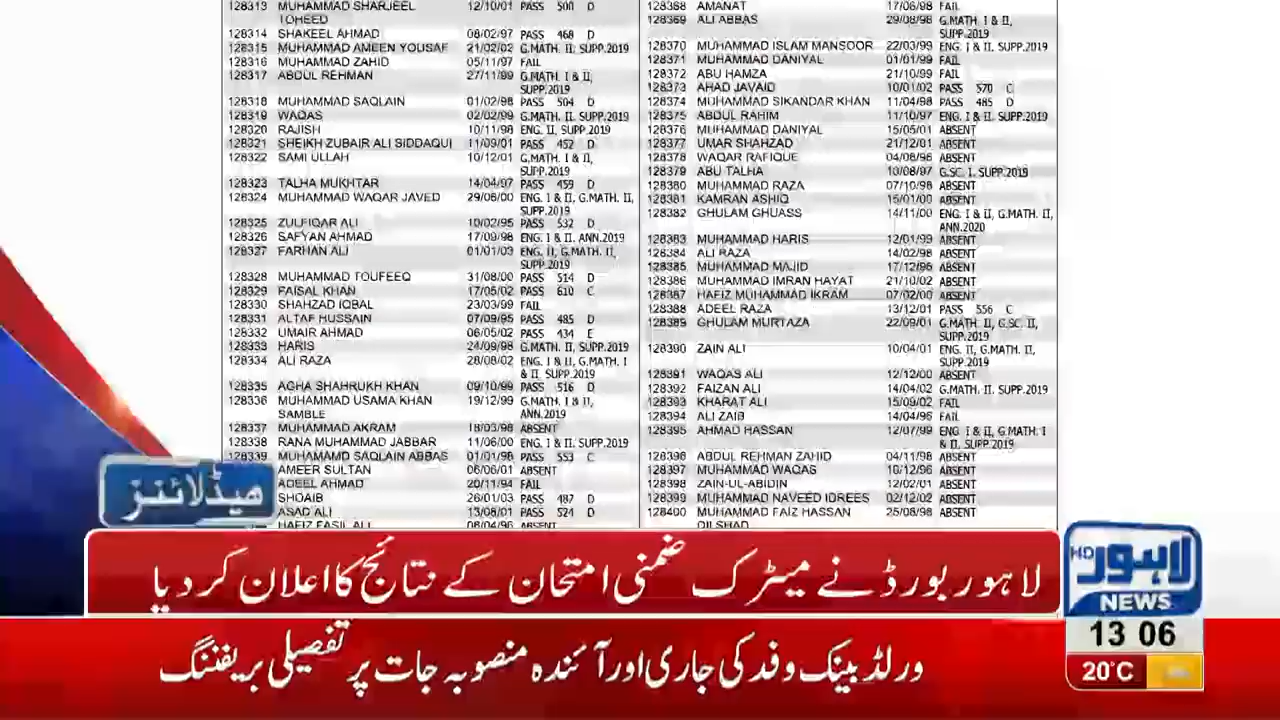 128313 MUHAMMAD SHARJEEL 12/10/01 PASS 500 D
TOHEED
128314 SHAKEEL AHMAD 08/02/97 PASS 468 D
128315 MUHAMMAD AMEEN YOUSAF 21/02/02 G.MATH. II, SUPP.2019
128316 MUHAMMAD ZAHID 05/11/97 FAIL
128317 ABDUL REHMAN 27/11/99 G.MATH. I & II,
SUPP.2019
128318 MUHAMMAD SAQLAIN 01/02/98 PASS 504 D
128319 WAQAS 02/02/99 G.MATH. II, SUPP.2019
128320 RAJISH 10/11/98 ENG. II, SUPP.2019
128321 SHEIKH ZUBAIR ALI SIDDAQUI 11/09/01 PASS 452 D
128322 SAMI ULLAH 10/12/01 G.MATH. I & II,
SUPP.2019
128323 TALHA MUKHTAR 14/04/97 PASS 459 D
128324 MUHAMMAD WAQAR JAVED 29/06/00 ENG. I & II, G.MATH. II,
SUPP.2019
128325 ZULFIQAR ALI 10/02/95 PASS 532 D
128326 SAFYAN AHMAD 17/09/98 ENG. I & II. ANN.2019
128327 FARHAN ALI 01/01/03 ENG. II, G.MATH. II,
SUPP.2019
128328 MUHAMMAD TOUFEEQ 31/08/00 PASS 514 D
128329 FAISAL KHAN 17/05/02 PASS 610 C
128330 SHAHZAD IQBAL 23/03/99 FAIL
128331 ALTAF HUSSAIN 07/09/95 PASS 485 D
128332 UMAIR AHMAD 06/05/02 PASS 434 E
128333 HARIS 24/09/98 G.MATH. II, SUPP.2019
128334 ALI RAZA 28/08/02 ENG. I & II, G.MATH. I
& II, SUPP.2019
128335 AGHA SHAHRUKH KHAN 09/10/99 PASS 516 D
128336 MUHAMMAD USAMA KHAN 19/12/99 G.MATH. I & II,
SAMBLE ANN.2019
128337 MUHAMMAD AKRAM 18/03/98 ABSENT
128338 RANA MUHAMMAD JABBAR 11/06/00 ENG. I & II. SUPP.2019
128339 MUHAMAMD SAQLAIN ABBAS 01/01/98 PASS 553 C
AMEER SULTAN 06/06/01 ABSENT
ADEEL AHMAD 20/11/94 FAIL
SHOAIB 26/01/03 PASS 487 D
ASAD ALI 13/08/01 PASS 524 D
HAFIZ FASIL ALI 08/04/96 ABSENT
128368 AMANAT 17/06/98 FAIL
128369 ALI ABBAS 29/08/98 G.MATH. I & II,
SUPP.2019
128370 MUHAMMAD ISLAM MANSOOR 22/03/99 ENG. I & II. SUPP.2019
128371 MUHAMMAD DANIYAL 01/01/99 FAIL
128372 ABU HAMZA 21/10/99 FAIL
128373 AHAD JAVAID 10/01/02 PASS 570 C
128374 MUHAMMAD SIKANDAR KHAN 11/04/98 PASS 485 D
128375 ABDUL RAHIM 11/10/97 ENG. I & II. SUPP.2019
128376 MUHAMMAD DANIYAL 15/05/01 ABSENT
128377 UMAR SHAHZAD 21/12/01 ABSENT
128378 WAQAR RAFIQUE 04/08/96 ABSENT
128379 ABU TALHA 10/08/97 G.SC. I, SUPP.2019
128380 MUHAMMAD RAZA 07/10/98 ABSENT
128381 KAMRAN ASHIQ 15/01/00 ABSENT
128382 GHULAM GHUASS 14/11/00 ENG. I & II, G.MATH. II,
ANN.2020
128383 MUHAMMAD HARIS 12/01/99 ABSENT
128384 ALI RAZA 14/02/98 ABSENT
128385 MUHAMMAD MAJID 17/12/96 ABSENT
128386 MUHAMMAD IMRAN HAYAT 21/10/02 ABSENT
128387 HAFIZ MUHAMMAD IKRAM 07/02/00 ABSENT
128388 ADEEL RAZA 13/12/01 PASS 556 C
128389 GHULAM MURTAZA 22/09/01 G.MATH. II, G.SC. II,
SUPP.2019
128390 ZAIN ALI 10/04/01 ENG. II, G.MATH. II,
SUPP.2019
128391 WAQAS ALI 12/12/00 ABSENT
128392 FAIZAN ALI 14/04/02 G.MATH. II. SUPP.2019
128393 KHARAT ALI 15/09/02 FAIL
128394 ALI ZAIB 14/04/96 FAIL
128395 AHMAD HASSAN 12/07/99 ENG. I & II, G.MATH. I
& II, SUPP.2019
128396 ABDUL REHMAN ZAHID 04/11/98 ABSENT
128397 MUHAMMAD WAQAS 10/12/96 ABSENT
128398 ZAIN-UL-ABIDIN 12/02/01 ABSENT
128399 MUHAMMAD NAVEED IDREES 02/12/02 ABSENT
128400 MUHAMMAD FAIZ HASSAN 25/08/98 ABSENT
DILSHAD
ہیڈلائنز
لاہور بورڈ نے میٹرک ضمنی امتحان کے نتائج کا اعلان کر دیا
ورلڈ بینک وفد کی جاری اور آئندہ منصوبہ جات پر تفصیلی بریفننگ
HD لاہور
NEWS
13 06
20°C